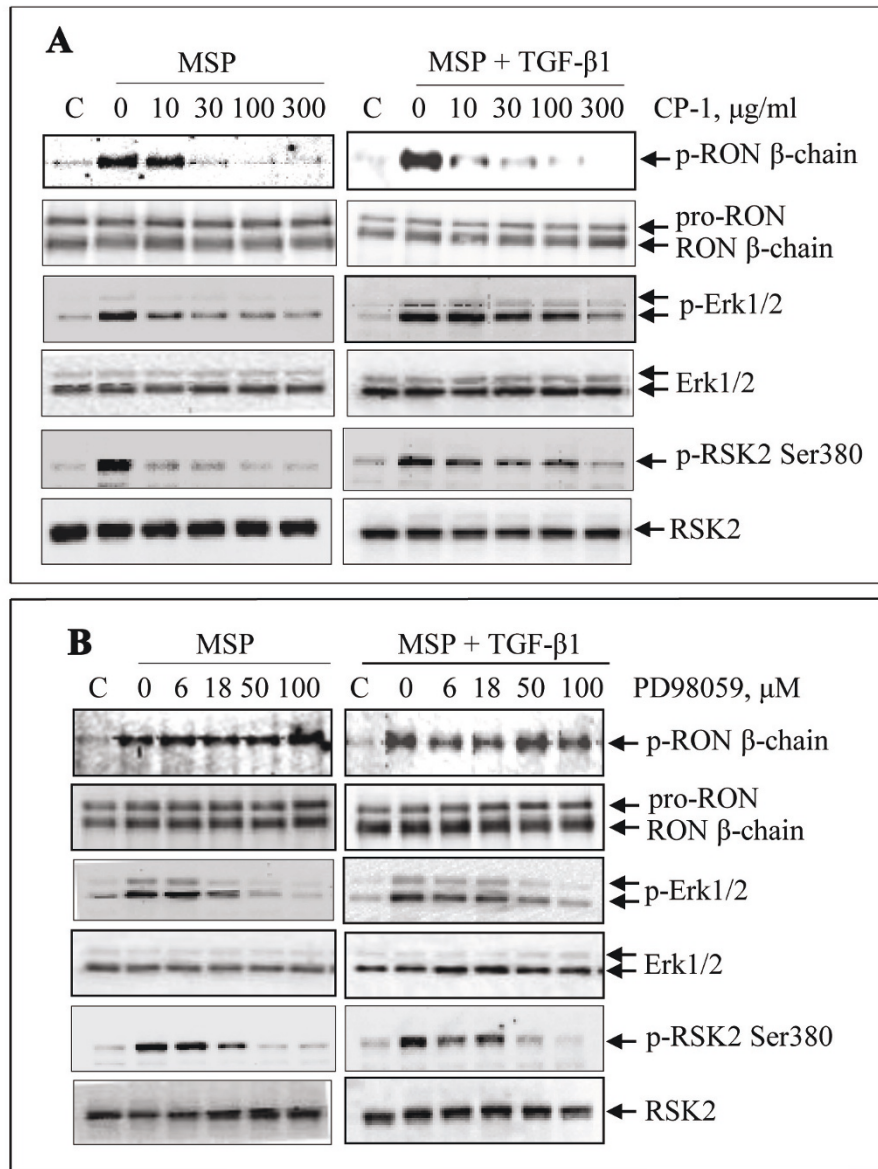 A
MSP MSP + TGF-β1
C 0 10 30 100 300 C 0 10 30 100 300 CP-1, μg/ml
p-RON β-chain
pro-RON
RON β-chain
p-Erk1/2
Erk1/2
p-RSK2 Ser380
RSK2
B
MSP MSP + TGF-β1
C 0 6 18 50 100 C 0 6 18 50 100 PD98059, μM
p-RON β-chain
pro-RON
RON β-chain
p-Erk1/2
Erk1/2
p-RSK2 Ser380
RSK2